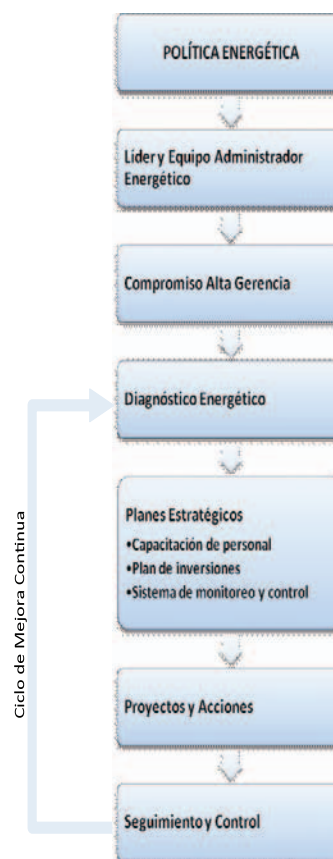 POLÍTICA ENERGÉTICA
Lider y Equipo Administrador
Energético
Compromiso Alta Gerencia
Diagnóstico Energético
Planes Estratégicos
•Capacitación de personal
•Plan de inversiones
•Sistema de monitoreo y control
Proyectos y Acciones
Seguimiento y Control
Ciclo de Mejora Continua